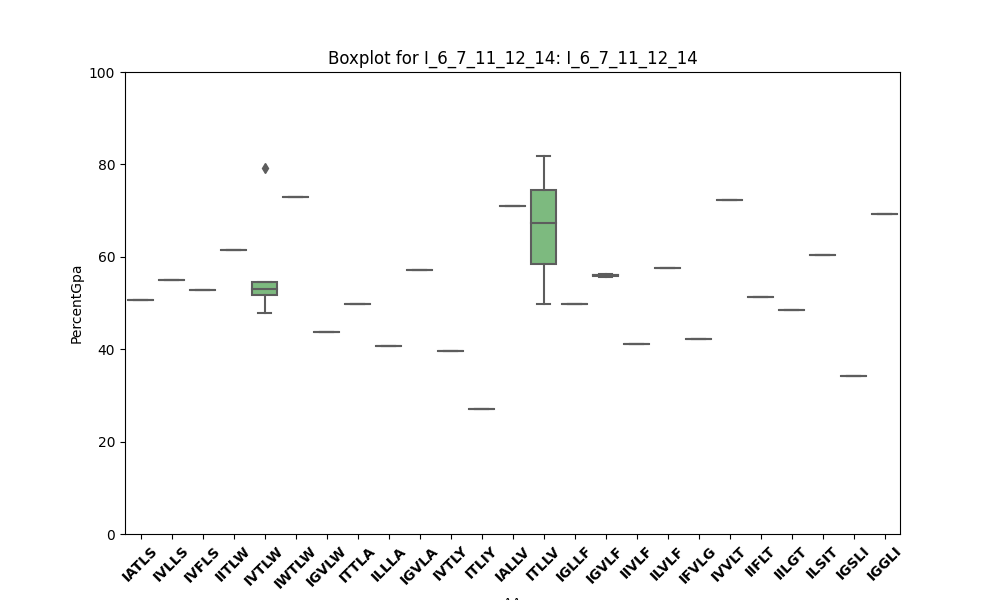 Boxplot for I_6_7_11_12_14: I_6_7_11_12_14
100
80
60
40
20
0
PercentGpa
IATLS
IVLLS
IVFLS
IITLW
IVTLW
IWTLW
IGVLW
ITTLA
ILLLA
IGVLA
IVTLY
ITLIY
IALLV
ITLLV
IGLLF
IGVLF
IIVLF
ILVLF
IFVLG
IVVLT
IIFLT
IILGT
ILSIT
IGSLI
IGGLI